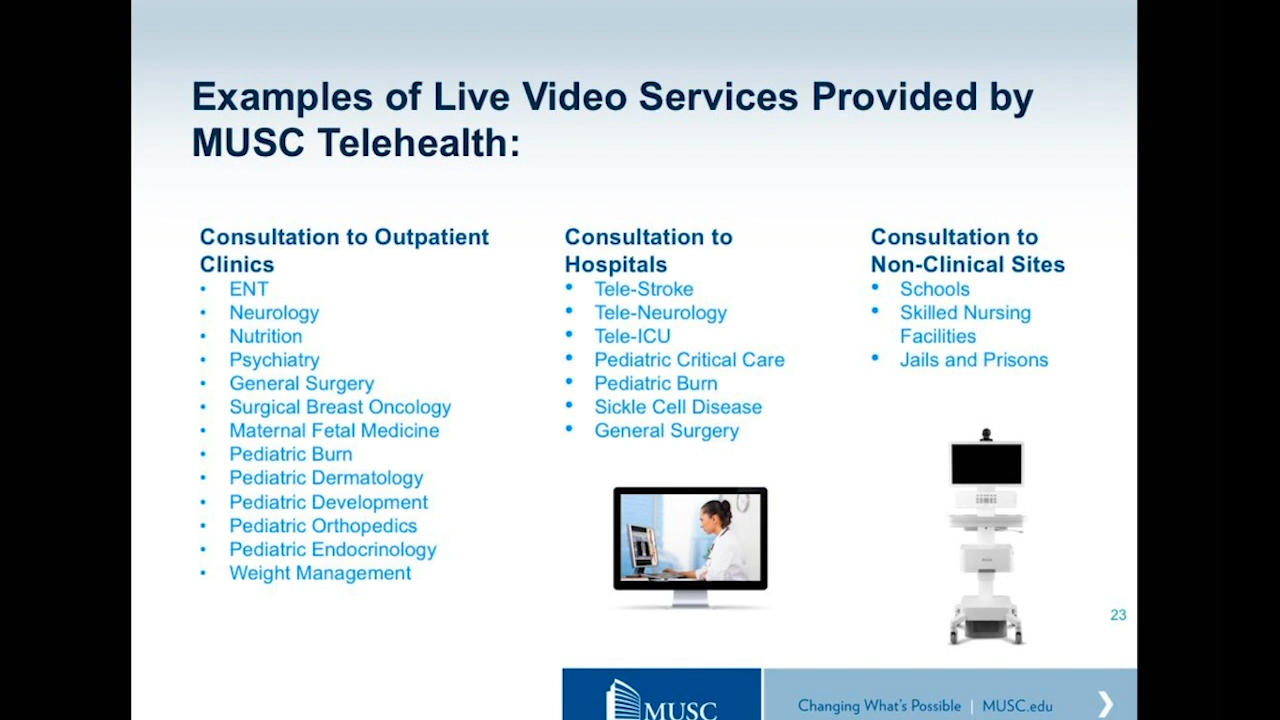 Examples of Live Video Services Provided by
MUSC Telehealth:
Consultation to Outpatient
Clinics
• ENT
• Neurology
• Nutrition
• Psychiatry
• General Surgery
• Surgical Breast Oncology
• Maternal Fetal Medicine
• Pediatric Burn
• Pediatric Dermatology
• Pediatric Development
• Pediatric Orthopedics
• Pediatric Endocrinology
• Weight Management
Consultation to
Hospitals
• Tele-Stroke
• Tele-Neurology
• Tele-ICU
• Pediatric Critical Care
• Pediatric Burn
• Sickle Cell Disease
• General Surgery
Consultation to
Non-Clinical Sites
• Schools
• Skilled Nursing
Facilities
• Jails and Prisons
23
MUSC
Changing What's Possible | MUSC.edu